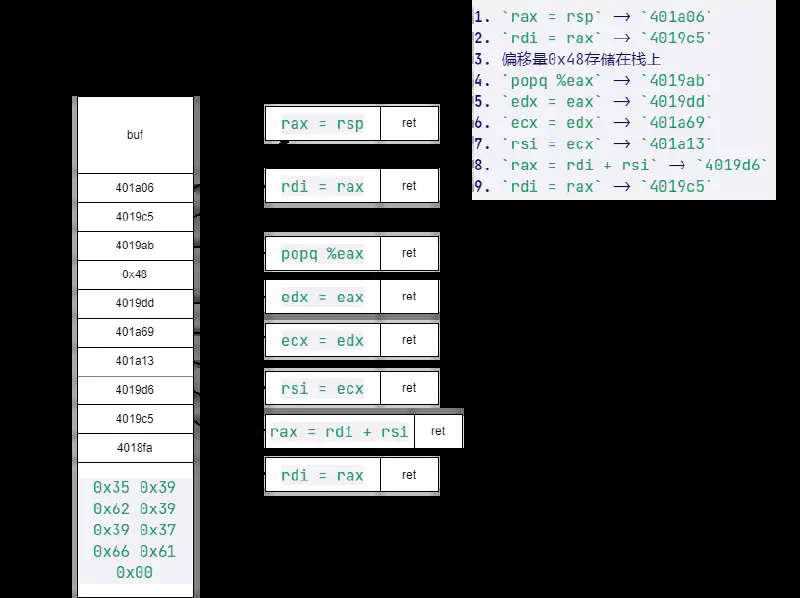 1. `rax = rsp` -> `401a06`
2. `rdi = rax` -> `4019c5`
3. 偏移量0x48存储在栈上
4. `popq %eax` -> `4019ab`
5. `edx = eax` -> `4019dd`
6. `ecx = edx` -> `401a69`
7. `rsi = ecx` -> `401a13`
8. `rax = rdi + rsi` -> `4019d6`
9. `rdi = rax` -> `4019c5`
buf
401a06
4019c5
4019ab
0x48
4019dd
401a69
401a13
4019d6
4019c5
4018fa
0x35 0x39
0x62 0x39
0x39 0x37
0x66 0x61
0x00
rax = rsp ret
rdi = rax ret
popq %eax ret
edx = eax ret
ecx = edx ret
rsi = ecx ret
rax = rdi + rsi ret
rdi = rax ret